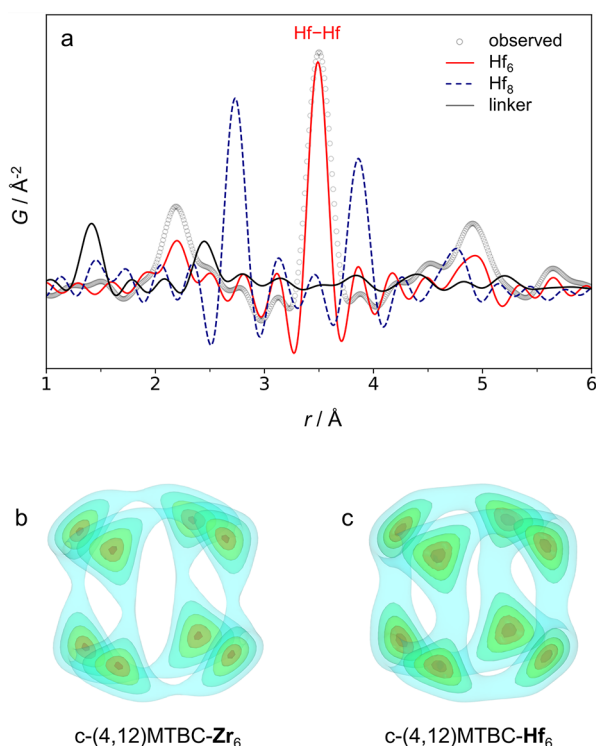 a
Hf−Hf
observed
Hf₆
Hf₈
linker
G / Å⁻²
1 2 3 4 5 6
r / Å
b
c
c-(4,12)MTBC-Zr₆
c-(4,12)MTBC-Hf₆